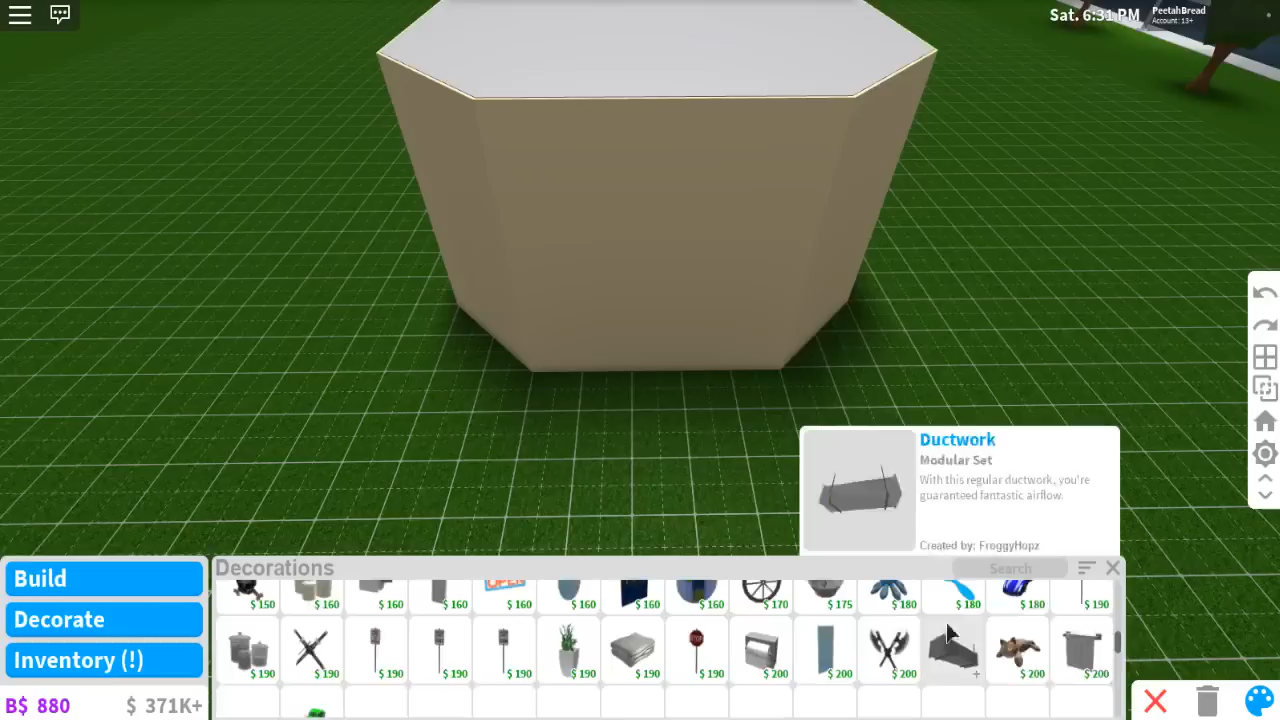 Sat. 6:31 PM
PeetahBread
Account: 13+
Ductwork
Modular Set
With this regular ductwork, you're
guaranteed fantastic airflow.
Created by: FroggyHopz
Build
Decorate
Inventory (!)
B$ 880
$ 371K+
Decorations
Search
OPEN
$ 150
$ 160
$ 160
$ 160
$ 160
$ 160
$ 160
$ 160
$ 170
$ 175
$ 180
$ 180
$ 180
$ 190
$ 190
$ 190
$ 190
$ 190
$ 190
$ 190
$ 190
STOP
$ 190
$ 200
$ 200
$ 200
+
$ 200
$ 200